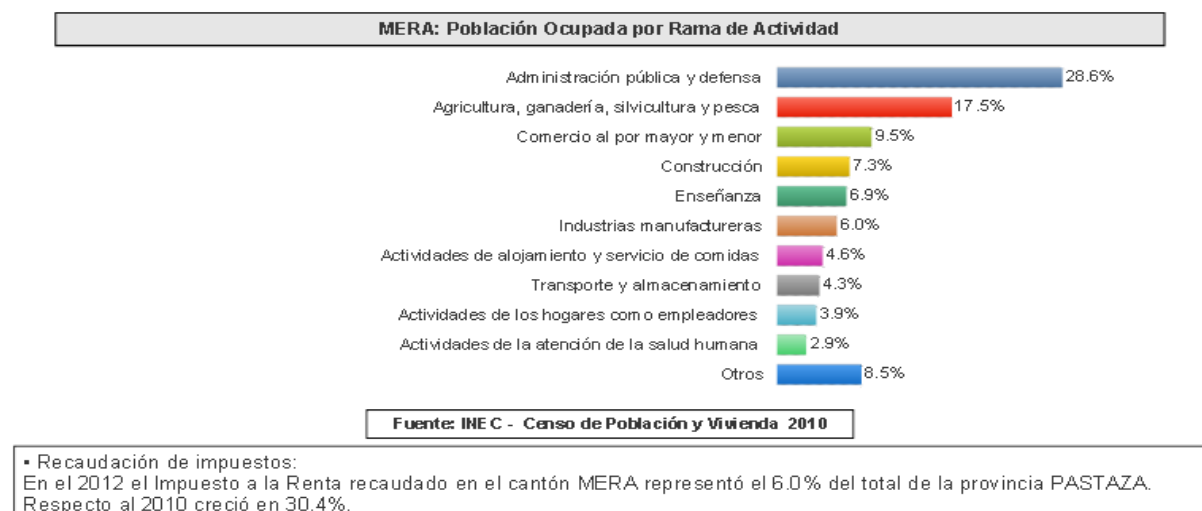 MERA: Población Ocupada por Rama de Actividad
Administración pública y defensa 28.6%
Agricultura, ganadería, silvicultura y pesca 17.5%
Comercio al por mayor y menor 9.5%
Construcción 7.3%
Enseñanza 6.9%
Industrias manufactureras 6.0%
Actividades de alojamiento y servicio de comidas 4.6%
Transporte y almacenamiento 4.3%
Actividades de los hogares como empleadores 3.9%
Actividades de la atención de la salud humana 2.9%
Otros 8.5%
Fuente: INEC - Censo de Población y Vivienda 2010
▪ Recaudación de impuestos:
En el 2012 el Impuesto a la Renta recaudado en el cantón MERA representó el 6.0% del total de la provincia PASTAZA.
Respecto al 2010 creció en 30.4%.